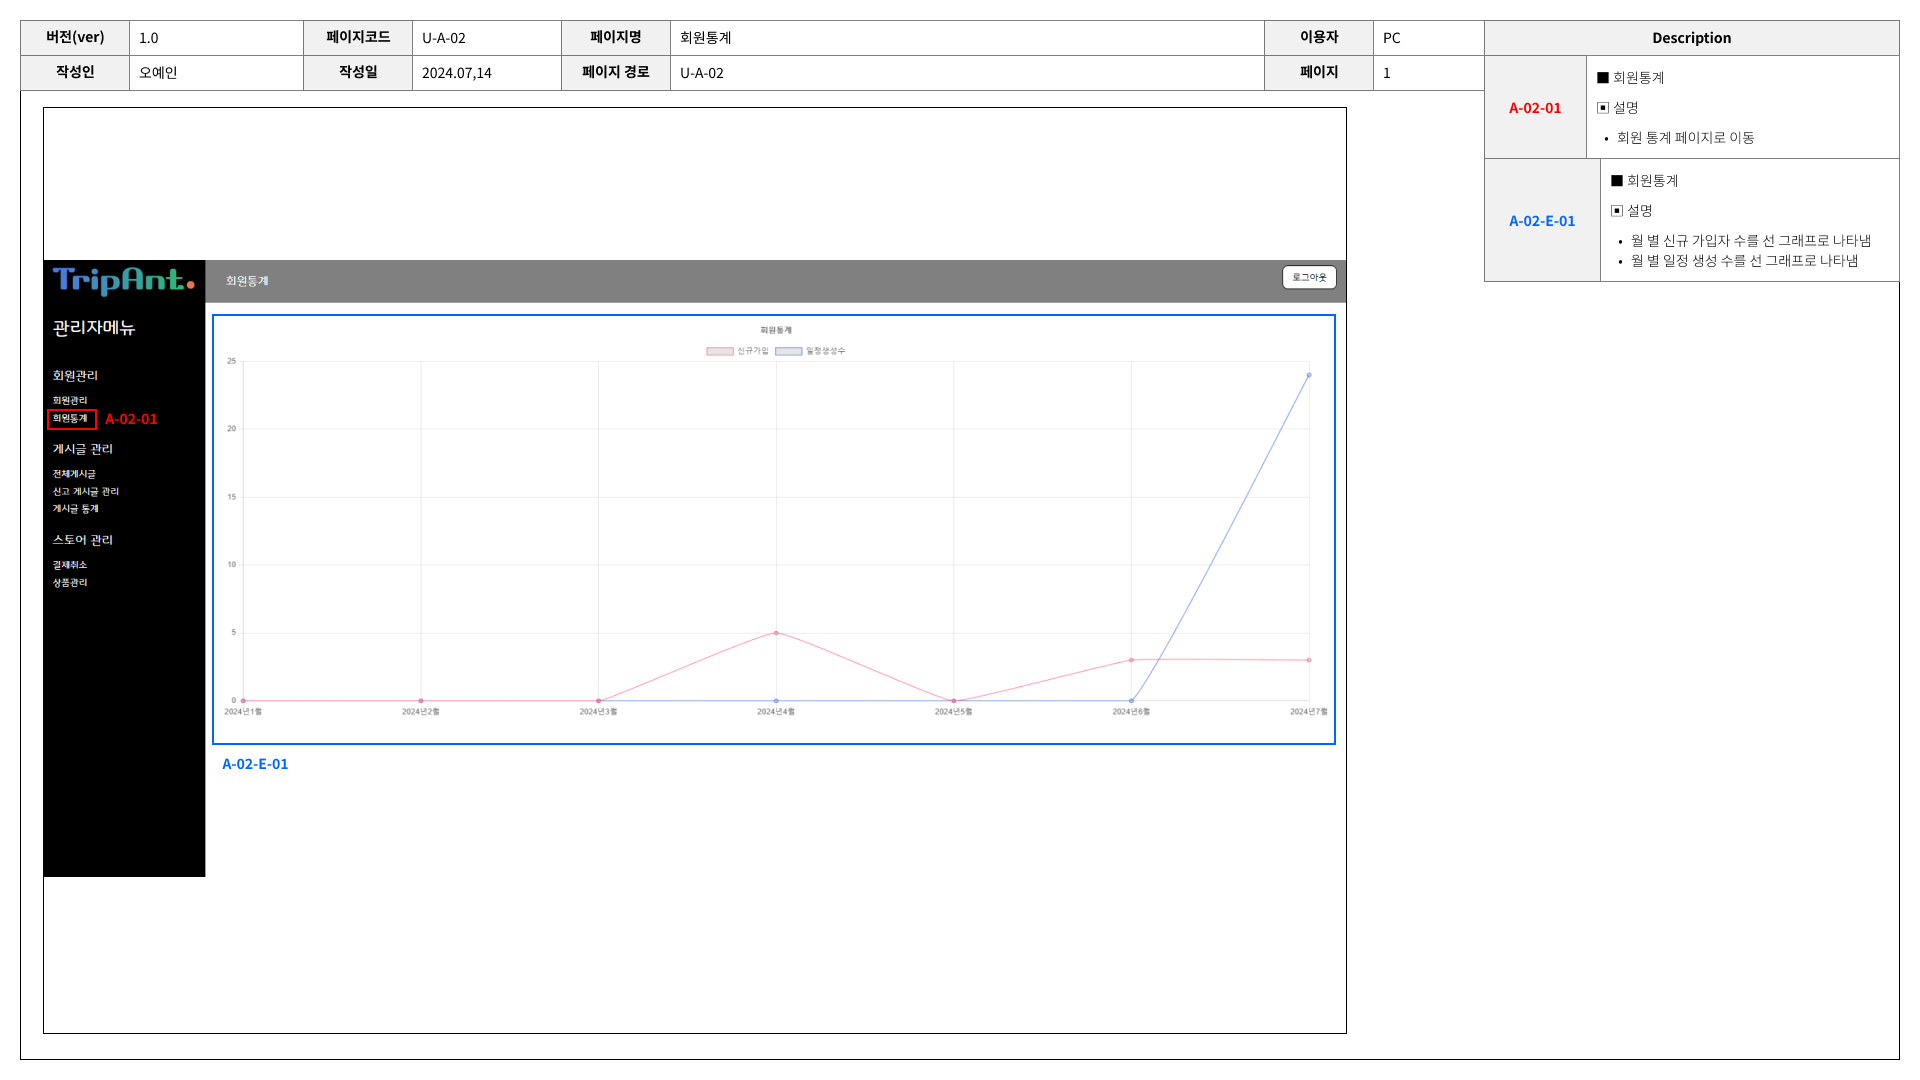 버전(ver) 1.0 페이지코드 U-A-02 페이지명 회원통계 이용자 PC Description
작성인 오예인 작성일 2024.07,14 페이지 경로 U-A-02 페이지 1
A-02-01
■ 회원통계
▣ 설명
• 회원 통계 페이지로 이동
A-02-E-01
■ 회원통계
▣ 설명
• 월 별 신규 가입자 수를 선 그래프로 나타냄
• 월 별 일정 생성 수를 선 그래프로 나타냄
TripAnt.
회원통계
로그아웃
관리자메뉴
회원관리
회원관리
회원통계 A-02-01
게시글 관리
전체게시글
신고 게시글 관리
게시글 통계
스토어 관리
결제취소
상품관리
회원통계
신규가입 일정생성수
25
20
15
10
5
0
2024년1월 2024년2월 2024년3월 2024년4월 2024년5월 2024년6월 2024년7월
A-02-E-01